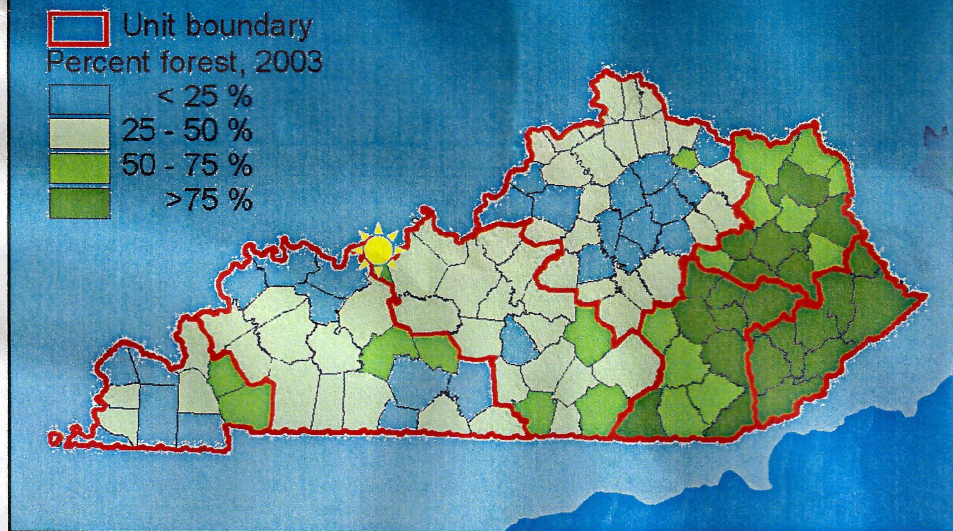 Unit boundary
Percent forest, 2003
< 25 %
25 - 50 %
50 - 75 %
>75 %